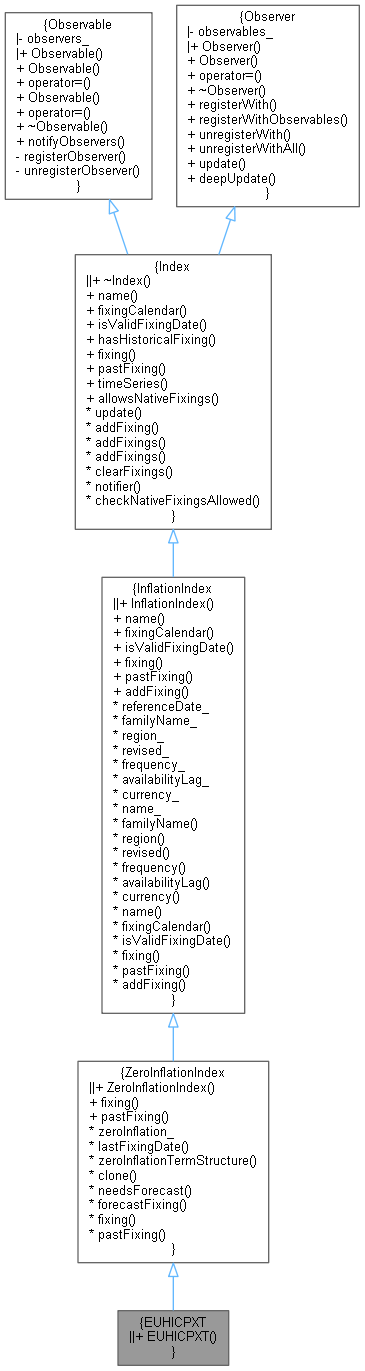 {Observable
|- observers_
|+ Observable()
+ Observable()
+ operator=()
+ Observable()
+ operator=()
+ ~Observable()
+ notifyObservers()
- registerObserver()
- unregisterObserver()
}
{Observer
|- observables_
|+ Observer()
+ Observer()
+ operator=()
+ ~Observer()
+ registerWith()
+ registerWithObservables()
+ unregisterWith()
+ unregisterWithAll()
+ update()
+ deepUpdate()
}
{Index
||+ ~Index()
+ name()
+ fixingCalendar()
+ isValidFixingDate()
+ hasHistoricalFixing()
+ fixing()
+ pastFixing()
+ timeSeries()
+ allowsNativeFixings()
* update()
* addFixing()
* addFixings()
* addFixings()
* clearFixings()
* notifier()
* checkNativeFixingsAllowed()
}
{InflationIndex
||+ InflationIndex()
+ name()
+ fixingCalendar()
+ isValidFixingDate()
+ fixing()
+ pastFixing()
+ addFixing()
* referenceDate_
* familyName_
* region_
* revised_
* frequency_
* availabilityLag_
* currency_
* name_
* familyName()
* region()
* revised()
* frequency()
* availabilityLag()
* currency()
* name()
* fixingCalendar()
* isValidFixingDate()
* fixing()
* pastFixing()
* addFixing()
}
{ZeroInflationIndex
||+ ZeroInflationIndex()
+ fixing()
+ pastFixing()
* zeroInflation_
* lastFixingDate()
* zeroInflationTermStructure()
* clone()
* needsForecast()
* forecastFixing()
* fixing()
* pastFixing()
}
{EUHICPXT
||+ EUHICPXT()
}